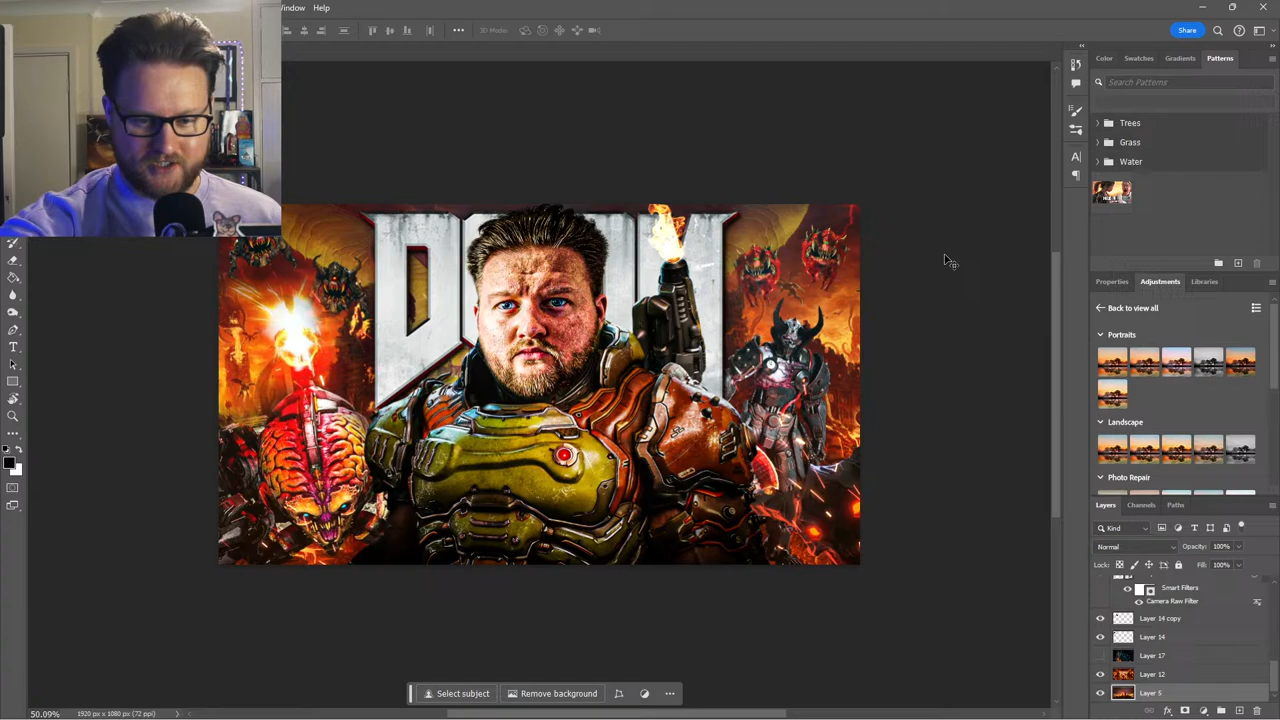 Window Help
3D Mode:
Share
Color Swatches Gradients Patterns
Search Patterns
Trees
Grass
Water
Properties Adjustments Libraries
Back to view all
Portraits
Landscape
Photo Repair
Layers Channels Paths
Kind
Normal Opacity: 100%
Lock: Fill: 100%
Smart Filters
Camera Raw Filter
Layer 14 copy
Layer 14
Layer 17
Layer 12
Layer 5
Select subject Remove background
50.09% 1920 px x 1080 px (72 ppi)